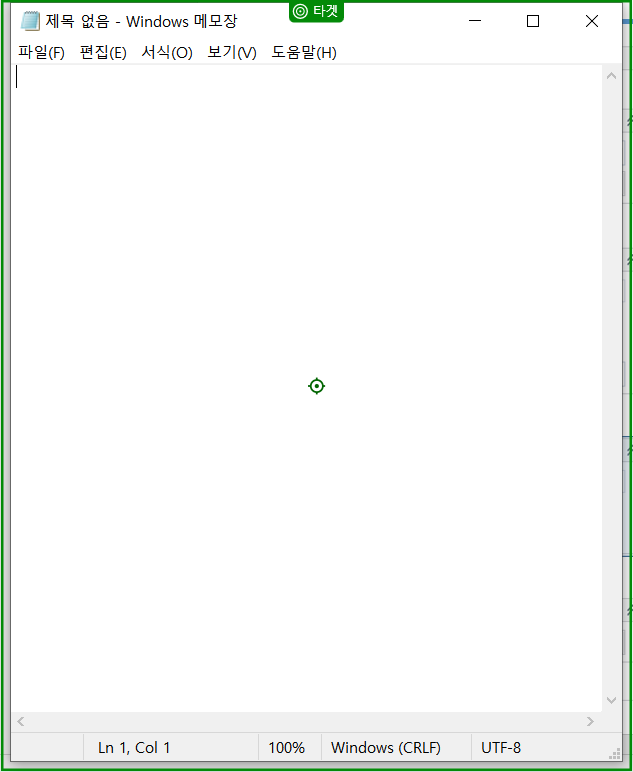 타겟
제목 없음 - Windows 메모장
파일(F) 편집(E) 서식(O) 보기(V) 도움말(H)
Ln 1, Col 1 100% Windows (CRLF) UTF-8